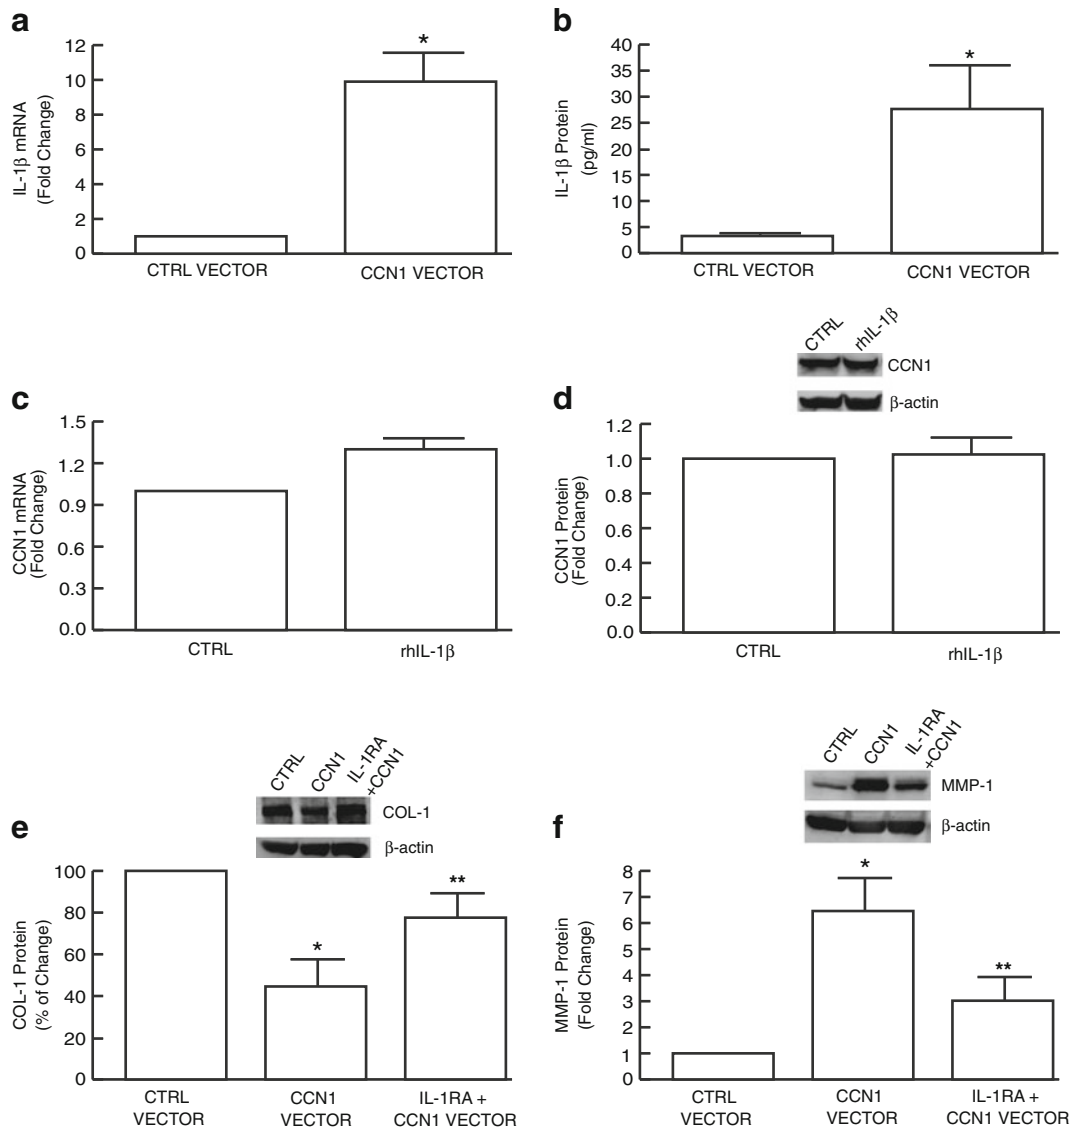 a
IL-1β mRNA
(Fold Change)
12
10
8
6
4
2
0
*
CTRL VECTOR
CCN1 VECTOR
b
IL-1β Protein
(pg/ml)
40
35
30
25
20
15
10
5
0
*
CTRL VECTOR
CCN1 VECTOR
c
CCN1 mRNA
(Fold Change)
1.5
1.2
0.9
0.6
0.3
0.0
CTRL
rhIL-1β
d
CTRL
rhIL-1β
CCN1
β-actin
CCN1 Protein
(Fold Change)
1.2
1.0
0.8
0.6
0.4
0.2
0.0
CTRL
rhIL-1β
e
CTRL
CCN1
IL-1RA
+CCN1
COL-1
β-actin
COL-1 Protein
(% of Change)
100
80
60
40
20
0
*
**
CTRL
VECTOR
CCN1
VECTOR
IL-1RA +
CCN1 VECTOR
f
CTRL
CCN1
IL-1RA
+CCN1
MMP-1
β-actin
MMP-1 Protein
(Fold Change)
8
7
6
5
4
3
2
1
0
*
**
CTRL
VECTOR
CCN1
VECTOR
IL-1RA +
CCN1 VECTOR